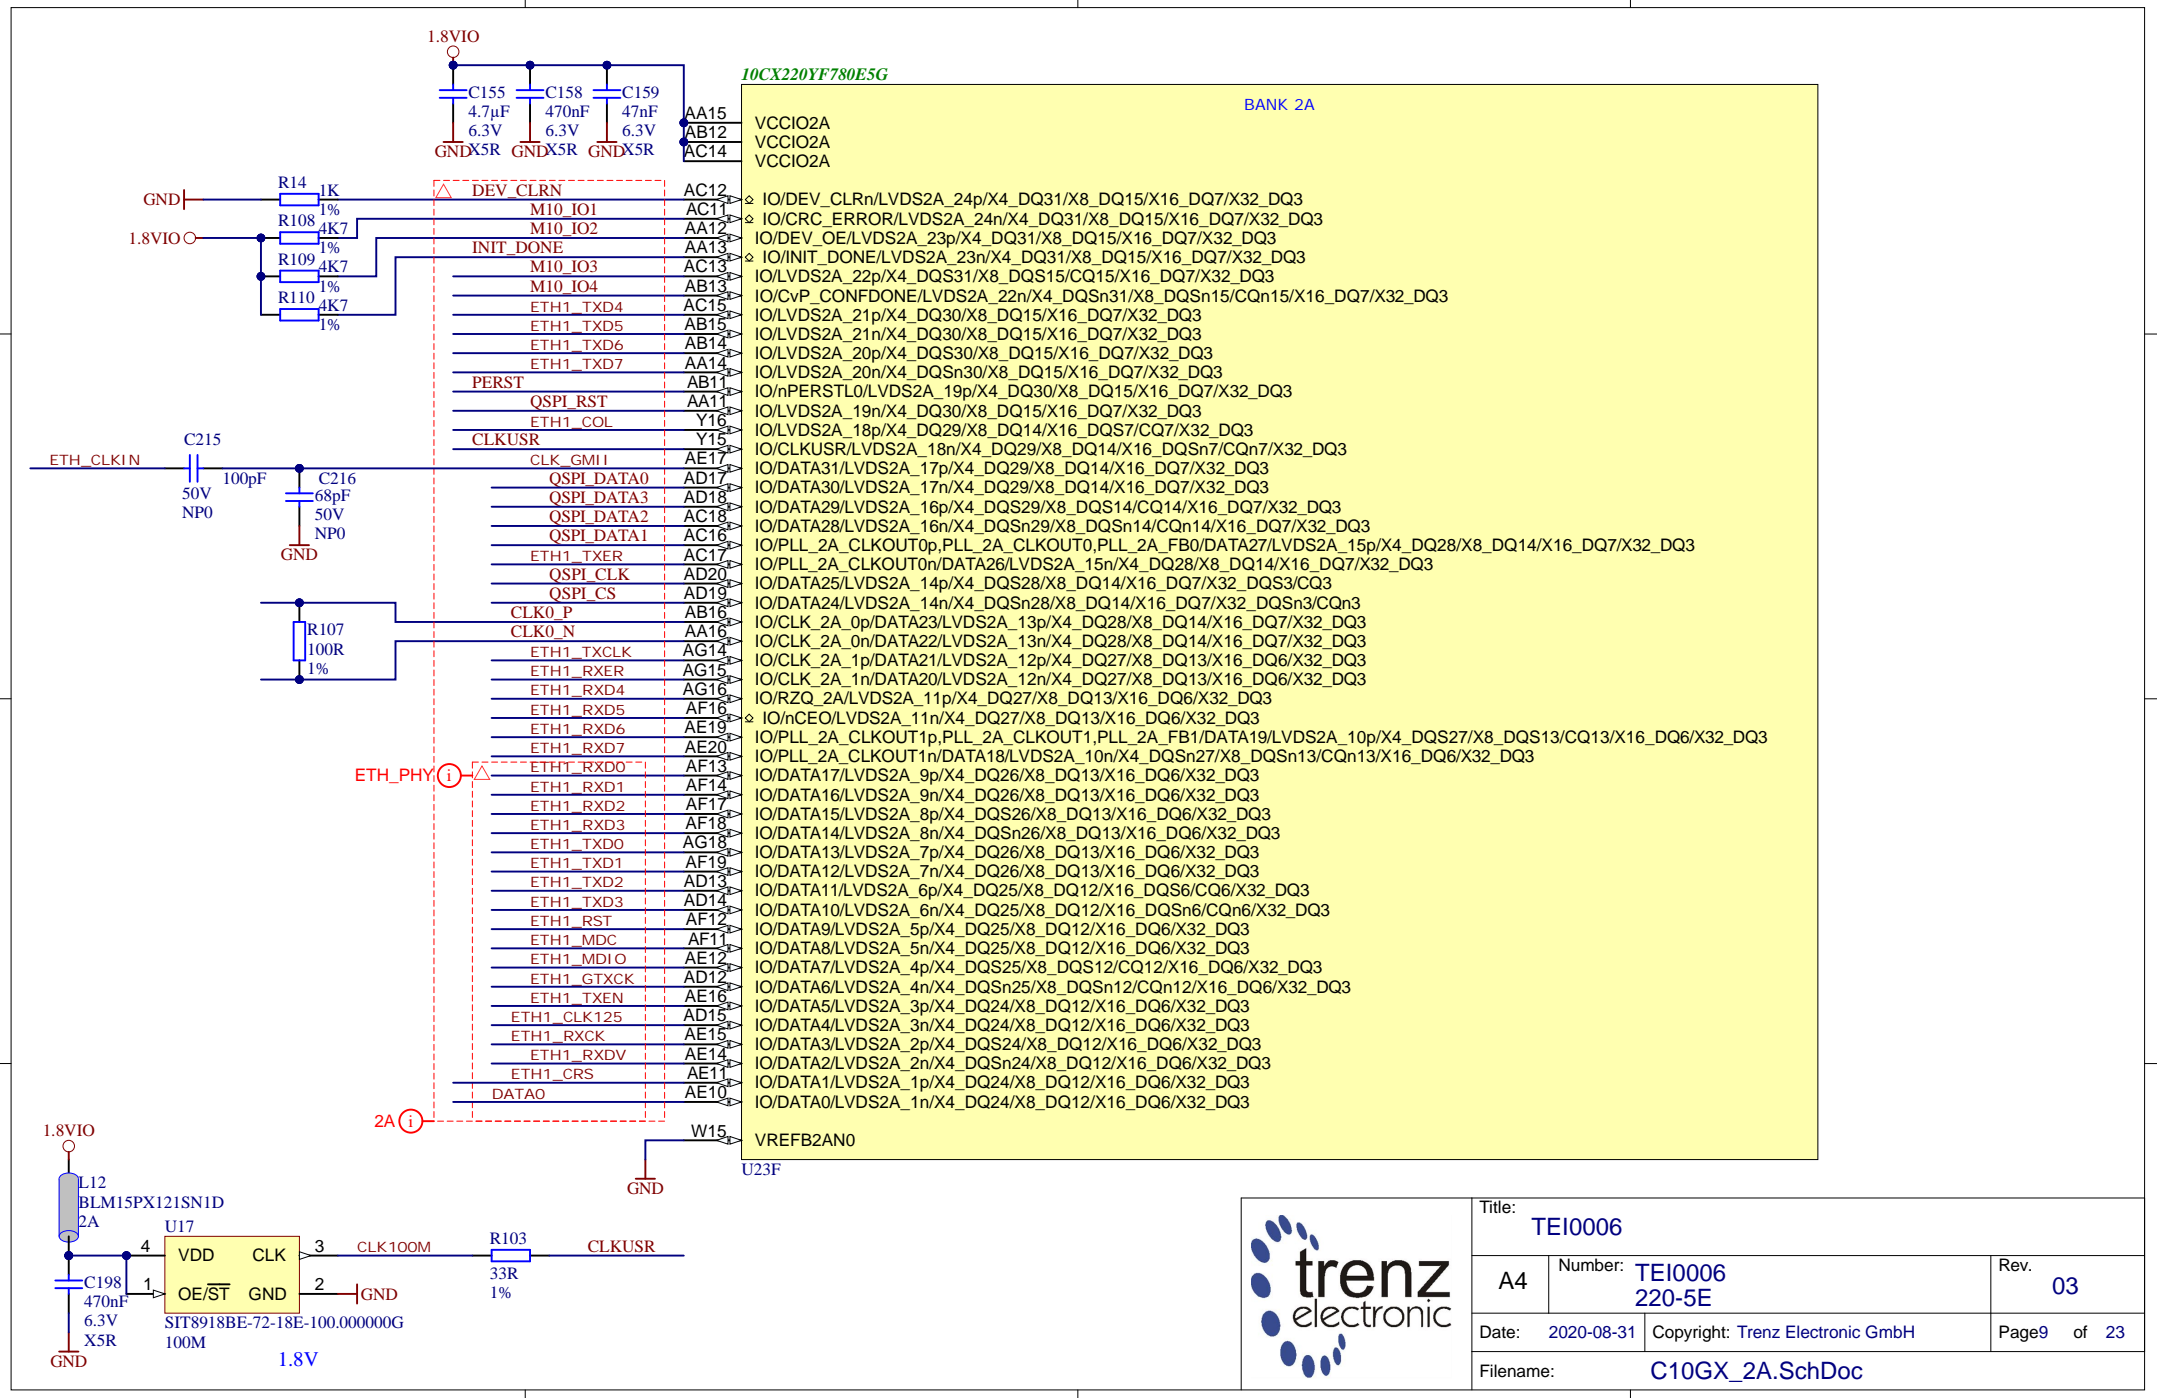 1.8VIO
C155
4.7µF
6.3V
X5R
GND
C158
470nF
6.3V
X5R
GND
C159
47nF
6.3V
X5R
GND
10CX220YF780E5G
BANK 2A
AA15 VCCIO2A
AB12 VCCIO2A
AC14 VCCIO2A
GND R14 1K 1%
1.8VIO R108 4K7 1%
R109 4K7 1%
R110 4K7 1%
DEV_CLRN AC12 IO/DEV_CLRn/LVDS2A_24p/X4_DQ31/X8_DQ15/X16_DQ7/X32_DQ3
M10_IO1 AC11 IO/CRC_ERROR/LVDS2A_24n/X4_DQ31/X8_DQ15/X16_DQ7/X32_DQ3
M10_IO2 AA12 IO/DEV_OE/LVDS2A_23p/X4_DQ31/X8_DQ15/X16_DQ7/X32_DQ3
INIT_DONE AA13 IO/INIT_DONE/LVDS2A_23n/X4_DQ31/X8_DQ15/X16_DQ7/X32_DQ3
M10_IO3 AC13 IO/LVDS2A_22p/X4_DQS31/X8_DQS15/CQ15/X16_DQ7/X32_DQ3
M10_IO4 AB13 IO/CvP_CONFDONE/LVDS2A_22n/X4_DQSn31/X8_DQSn15/CQn15/X16_DQ7/X32_DQ3
ETH1_TXD4 AC15 IO/LVDS2A_21p/X4_DQ30/X8_DQ15/X16_DQ7/X32_DQ3
ETH1_TXD5 AB15 IO/LVDS2A_21n/X4_DQ30/X8_DQ15/X16_DQ7/X32_DQ3
ETH1_TXD6 AB14 IO/LVDS2A_20p/X4_DQS30/X8_DQ15/X16_DQ7/X32_DQ3
ETH1_TXD7 AA14 IO/LVDS2A_20n/X4_DQSn30/X8_DQ15/X16_DQ7/X32_DQ3
PERST AB11 IO/nPERSTL0/LVDS2A_19p/X4_DQ30/X8_DQ15/X16_DQ7/X32_DQ3
QSPI_RST AA11 IO/LVDS2A_19n/X4_DQ30/X8_DQ15/X16_DQ7/X32_DQ3
ETH1_COL Y16 IO/LVDS2A_18p/X4_DQ29/X8_DQ14/X16_DQS7/CQ7/X32_DQ3
CLKUSR Y15 IO/CLKUSR/LVDS2A_18n/X4_DQ29/X8_DQ14/X16_DQSn7/CQn7/X32_DQ3
CLK_GMII AE17 IO/DATA31/LVDS2A_17p/X4_DQ29/X8_DQ14/X16_DQ7/X32_DQ3
QSPI_DATA0 AD17 IO/DATA30/LVDS2A_17n/X4_DQ29/X8_DQ14/X16_DQ7/X32_DQ3
QSPI_DATA3 AD18 IO/DATA29/LVDS2A_16p/X4_DQS29/X8_DQS14/CQ14/X16_DQ7/X32_DQ3
QSPI_DATA2 AC18 IO/DATA28/LVDS2A_16n/X4_DQSn29/X8_DQSn14/CQn14/X16_DQ7/X32_DQ3
QSPI_DATA1 AC16 IO/PLL_2A_CLKOUT0p,PLL_2A_CLKOUT0,PLL_2A_FB0/DATA27/LVDS2A_15p/X4_DQ28/X8_DQ14/X16_DQ7/X32_DQ3
ETH1_TXER AC17 IO/PLL_2A_CLKOUT0n/DATA26/LVDS2A_15n/X4_DQ28/X8_DQ14/X16_DQ7/X32_DQ3
QSPI_CLK AD20 IO/DATA25/LVDS2A_14p/X4_DQS28/X8_DQ14/X16_DQ7/X32_DQS3/CQ3
QSPI_CS AD19 IO/DATA24/LVDS2A_14n/X4_DQSn28/X8_DQ14/X16_DQ7/X32_DQSn3/CQn3
CLK0_P AB16 IO/CLK_2A_0p/DATA23/LVDS2A_13p/X4_DQ28/X8_DQ14/X16_DQ7/X32_DQ3
CLK0_N AA16 IO/CLK_2A_0n/DATA22/LVDS2A_13n/X4_DQ28/X8_DQ14/X16_DQ7/X32_DQ3
ETH1_TXCLK AG14 IO/CLK_2A_1p/DATA21/LVDS2A_12p/X4_DQ27/X8_DQ13/X16_DQ6/X32_DQ3
ETH1_RXER AG15 IO/CLK_2A_1n/DATA20/LVDS2A_12n/X4_DQ27/X8_DQ13/X16_DQ6/X32_DQ3
ETH1_RXD4 AG16 IO/RZQ_2A/LVDS2A_11p/X4_DQ27/X8_DQ13/X16_DQ6/X32_DQ3
ETH1_RXD5 AF16 IO/nCEO/LVDS2A_11n/X4_DQ27/X8_DQ13/X16_DQ6/X32_DQ3
ETH1_RXD6 AE19 IO/PLL_2A_CLKOUT1p,PLL_2A_CLKOUT1,PLL_2A_FB1/DATA19/LVDS2A_10p/X4_DQS27/X8_DQS13/CQ13/X16_DQ6/X32_DQ3
ETH1_RXD7 AE20 IO/PLL_2A_CLKOUT1n/DATA18/LVDS2A_10n/X4_DQSn27/X8_DQSn13/CQn13/X16_DQ6/X32_DQ3
ETH_PHY i ETH1_RXD0 AF13 IO/DATA17/LVDS2A_9p/X4_DQ26/X8_DQ13/X16_DQ6/X32_DQ3
ETH1_RXD1 AF14 IO/DATA16/LVDS2A_9n/X4_DQ26/X8_DQ13/X16_DQ6/X32_DQ3
ETH1_RXD2 AF17 IO/DATA15/LVDS2A_8p/X4_DQS26/X8_DQ13/X16_DQ6/X32_DQ3
ETH1_RXD3 AF18 IO/DATA14/LVDS2A_8n/X4_DQSn26/X8_DQ13/X16_DQ6/X32_DQ3
ETH1_TXD0 AG18 IO/DATA13/LVDS2A_7p/X4_DQ26/X8_DQ13/X16_DQ6/X32_DQ3
ETH1_TXD1 AF19 IO/DATA12/LVDS2A_7n/X4_DQ26/X8_DQ13/X16_DQ6/X32_DQ3
ETH1_TXD2 AD13 IO/DATA11/LVDS2A_6p/X4_DQ25/X8_DQ12/X16_DQS6/CQ6/X32_DQ3
ETH1_TXD3 AD14 IO/DATA10/LVDS2A_6n/X4_DQ25/X8_DQ12/X16_DQSn6/CQn6/X32_DQ3
ETH1_RST AF12 IO/DATA9/LVDS2A_5p/X4_DQ25/X8_DQ12/X16_DQ6/X32_DQ3
ETH1_MDC AF11 IO/DATA8/LVDS2A_5n/X4_DQ25/X8_DQ12/X16_DQ6/X32_DQ3
ETH1_MDIO AE12 IO/DATA7/LVDS2A_4p/X4_DQS25/X8_DQS12/CQ12/X16_DQ6/X32_DQ3
ETH1_GTXCK AD12 IO/DATA6/LVDS2A_4n/X4_DQSn25/X8_DQSn12/CQn12/X16_DQ6/X32_DQ3
ETH1_TXEN AE16 IO/DATA5/LVDS2A_3p/X4_DQ24/X8_DQ12/X16_DQ6/X32_DQ3
ETH1_CLK125 AD15 IO/DATA4/LVDS2A_3n/X4_DQ24/X8_DQ12/X16_DQ6/X32_DQ3
ETH1_RXCK AE15 IO/DATA3/LVDS2A_2p/X4_DQS24/X8_DQ12/X16_DQ6/X32_DQ3
ETH1_RXDV AE14 IO/DATA2/LVDS2A_2n/X4_DQSn24/X8_DQ12/X16_DQ6/X32_DQ3
ETH1_CRS AE11 IO/DATA1/LVDS2A_1p/X4_DQ24/X8_DQ12/X16_DQ6/X32_DQ3
DATA0 AE10 IO/DATA0/LVDS2A_1n/X4_DQ24/X8_DQ12/X16_DQ6/X32_DQ3
2A i
W15 VREFB2AN0
GND
U23F
ETH_CLKIN
C215
100pF
50V
NP0
C216
68pF
50V
NP0
GND
R107
100R
1%
1.8VIO
L12
BLM15PX121SN1D
2A
U17
4 VDD CLK 3 CLK100M R103 CLKUSR
33R
1%
1 OE/ST GND 2 GND
C198
470nF
6.3V
X5R
GND
SIT8918BE-72-18E-100.000000G
100M
1.8V
trenz
electronic
Title:
TEI0006
A4
Number: TEI0006
220-5E
Rev.
03
Date: 2020-08-31 Copyright: Trenz Electronic GmbH Page9 of 23
Filename: C10GX_2A.SchDoc